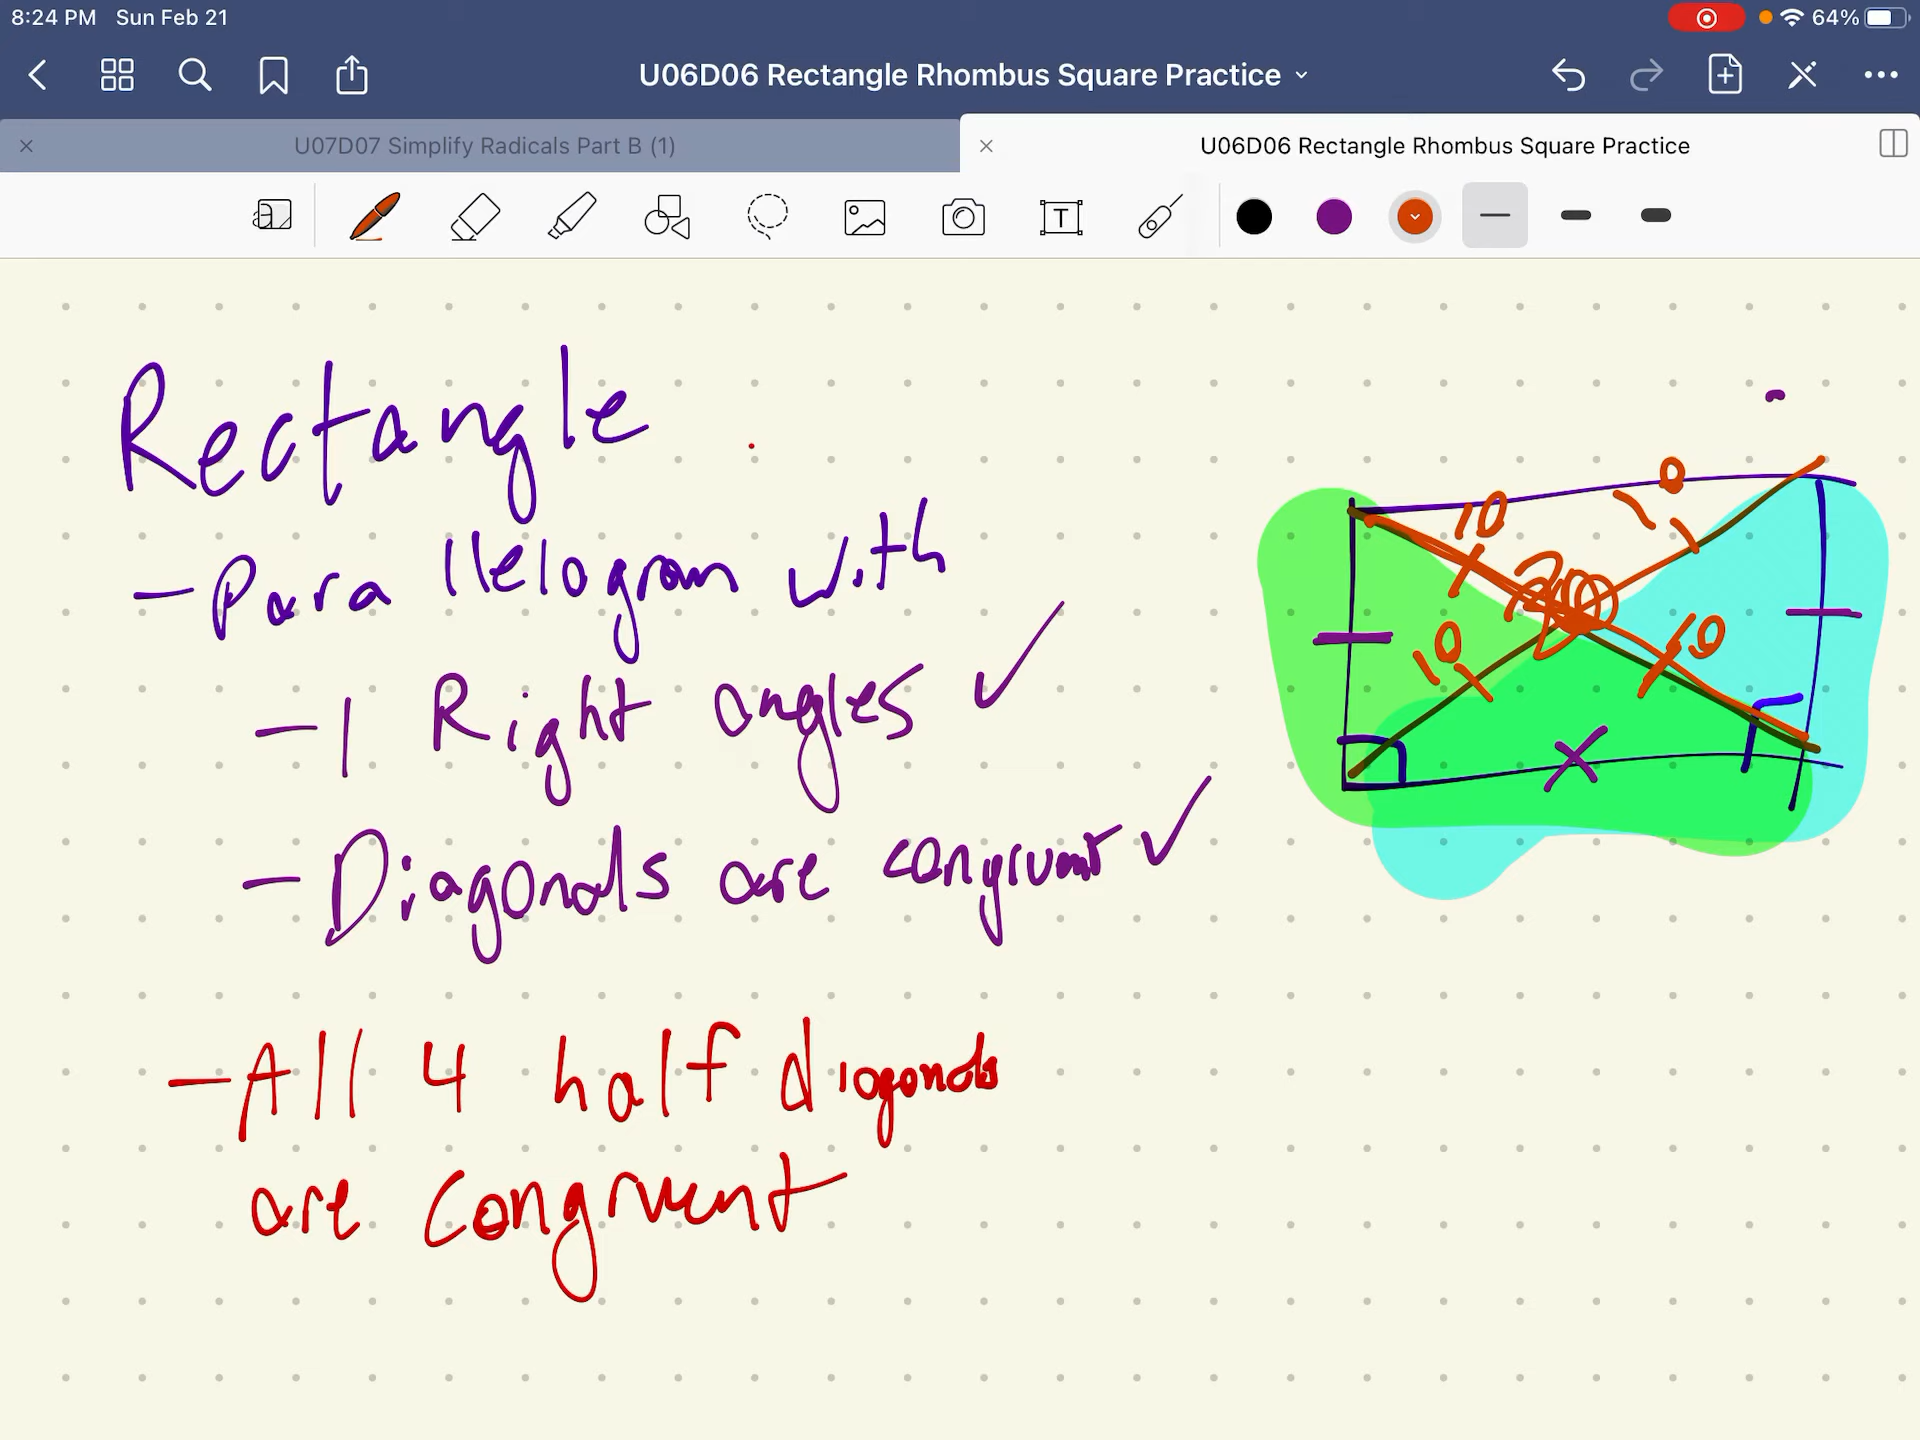 8:24 PM Sun Feb 21
64%
U06D06 Rectangle Rhombus Square Practice
U07D07 Simplify Radicals Part B (1)
U06D06 Rectangle Rhombus Square Practice
T
Rectangle
- Parallelogram with
- 1 Right angles ✓
- Diagonals are congruent ✓
- All 4 half diagonals
are congruent
10
10
20
10
10